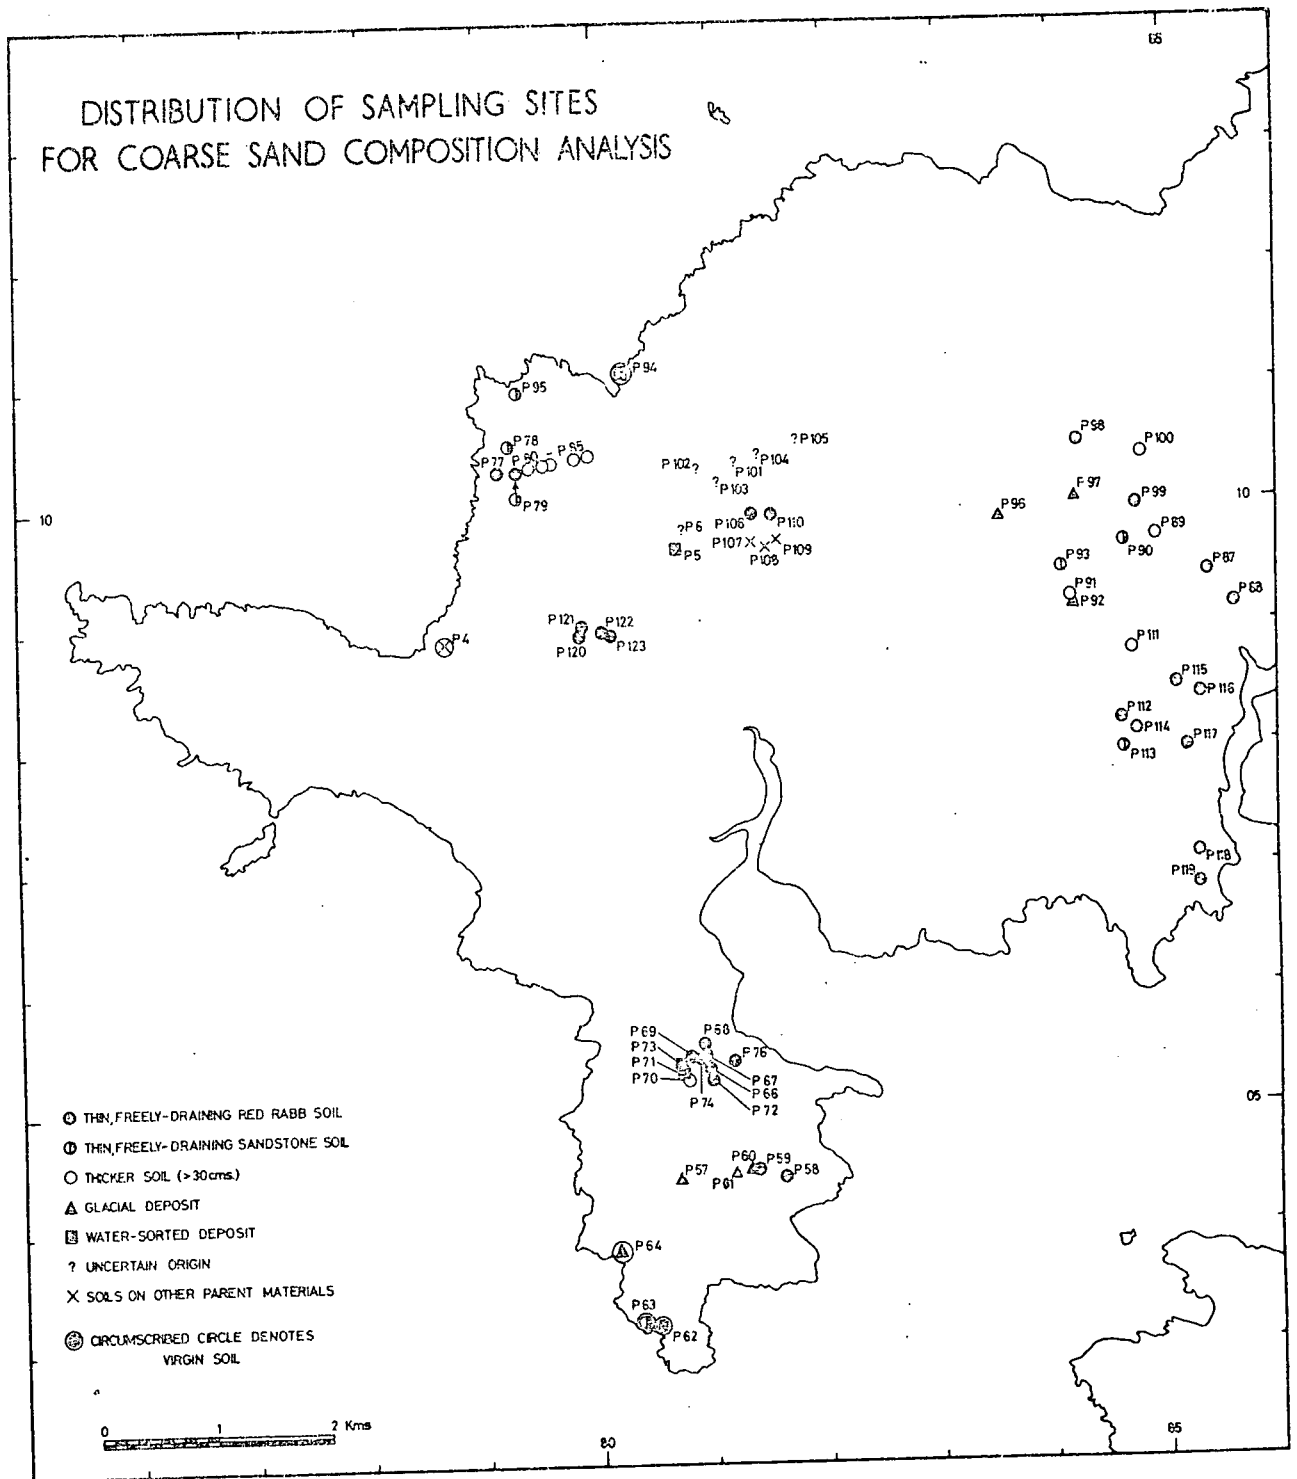 65
DISTRIBUTION OF SAMPLING SITES
FOR COARSE SAND COMPOSITION ANALYSIS
P94
P95
P78
P77
P80 - P85
P79
P105
P104
P102
P101
P103
P6
P5
P106
P110
P107
P108
P109
P98
P100
P97
P96
P99
P89
P90
P93
P87
P91
P92
P88
10
10
P4
P121
P122
P120
P123
P111
P115
P116
P112
P114
P113
P117
P118
P119
P69
P68
P73
P76
P71
P67
P70
P66
P74
P72
05
P57
P60
P59
P61
P58
P64
P63
P62
THIN, FREELY-DRAINING RED RABB SOIL
THIN, FREELY-DRAINING SANDSTONE SOIL
THICKER SOIL (>30cms.)
GLACIAL DEPOSIT
WATER-SORTED DEPOSIT
? UNCERTAIN ORIGIN
X SOILS ON OTHER PARENT MATERIALS
CIRCUMSCRIBED CIRCLE DENOTES
VIRGIN SOIL
0 1 2 Kms
80
85